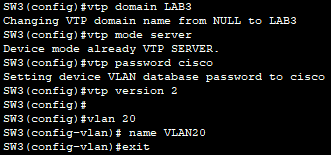 SW3(config)#vtp domain LAB3
Changing VTP domain name from NULL to LAB3
SW3(config)#vtp mode server
Device mode already VTP SERVER.
SW3(config)#vtp password cisco
Setting device VLAN database password to cisco
SW3(config)#vtp version 2
SW3(config)#
SW3(config)#vlan 20
SW3(config-vlan)# name VLAN20
SW3(config-vlan)#exit